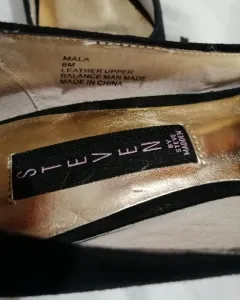 MALA
6M
LEATHER UPPER
BALANCE MAN MADE
MADE IN CHINA
STEVEN
BY STEVE
MADDEN